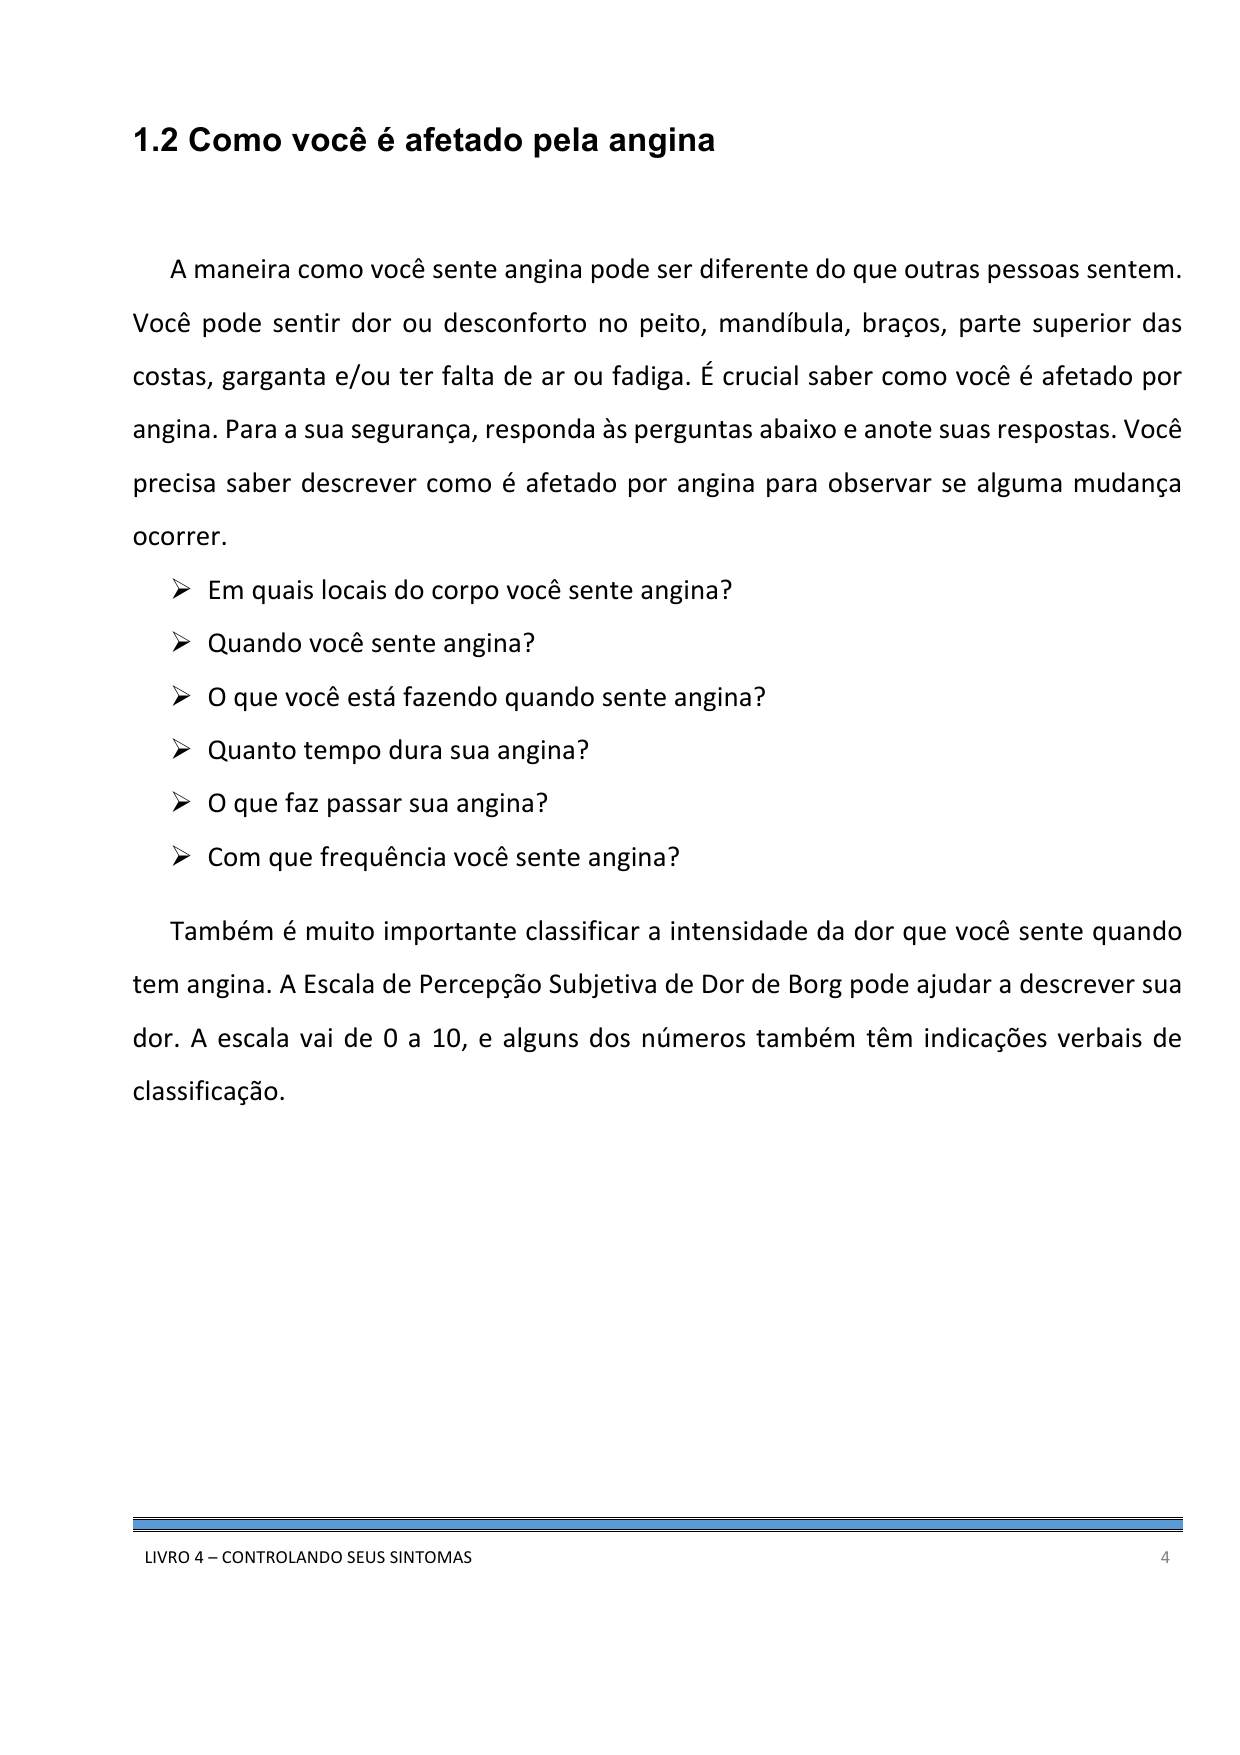 1.2 Como você é afetado pela angina
A maneira como você sente angina pode ser diferente do que outras pessoas sentem.
Você pode sentir dor ou desconforto no peito, mandíbula, braços, parte superior das
costas, garganta e/ou ter falta de ar ou fadiga. É crucial saber como você é afetado por
angina. Para a sua segurança, responda às perguntas abaixo e anote suas respostas. Você
precisa saber descrever como é afetado por angina para observar se alguma mudança
ocorrer.
➢ Em quais locais do corpo você sente angina?
➢ Quando você sente angina?
➢ O que você está fazendo quando sente angina?
➢ Quanto tempo dura sua angina?
➢ O que faz passar sua angina?
➢ Com que frequência você sente angina?
Também é muito importante classificar a intensidade da dor que você sente quando
tem angina. A Escala de Percepção Subjetiva de Dor de Borg pode ajudar a descrever sua
dor. A escala vai de 0 a 10, e alguns dos números também têm indicações verbais de
classificação.
LIVRO 4 – CONTROLANDO SEUS SINTOMAS 4